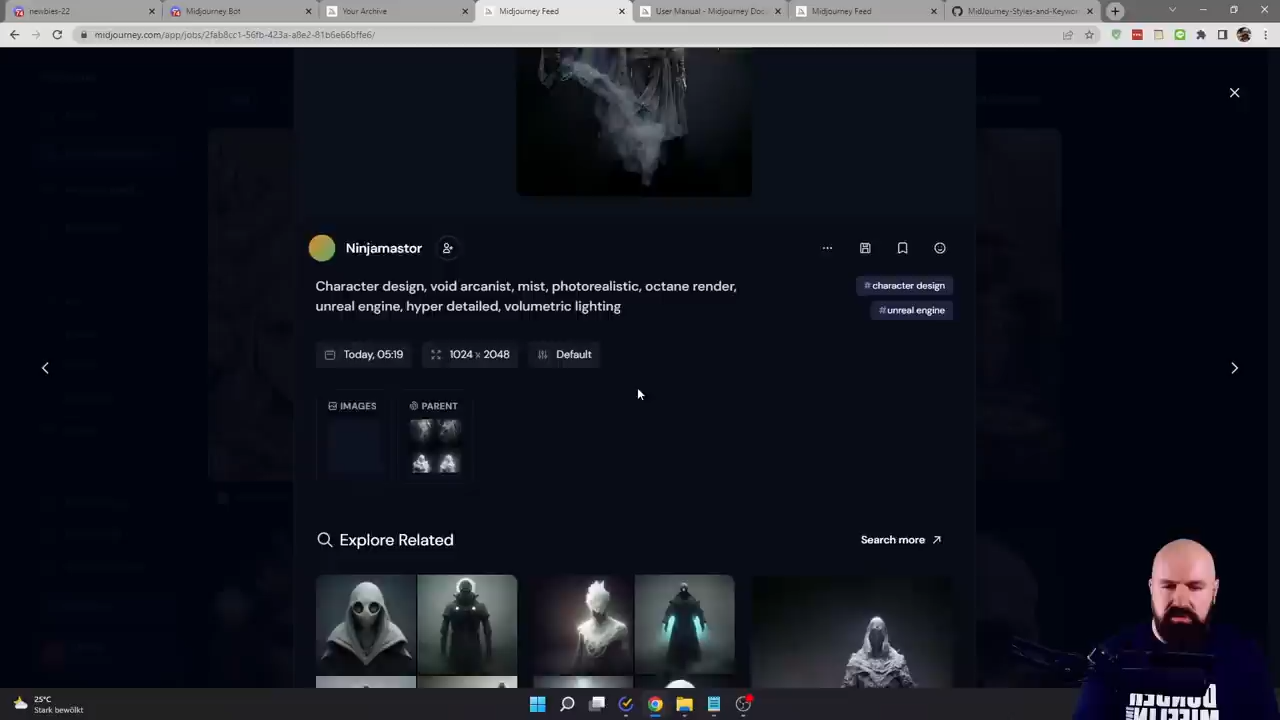 newbies-22
Midjourney Bot
Your Archive
Midjourney Feed
User Manual - Midjourney Doc
Midjourney Feed
MidJourney-Styles-and-Keywor
midjourney.com/app/jobs/2fab8cc1-56fb-423a-a8e2-81b6e66bffe6/
Ninjamastor
Character design, void arcanist, mist, photorealistic, octane render,
unreal engine, hyper detailed, volumetric lighting
#character design
#unreal engine
Today, 05:19
1024 × 2048
Default
IMAGES
PARENT
Explore Related
Search more
25°C
Stark bewölkt